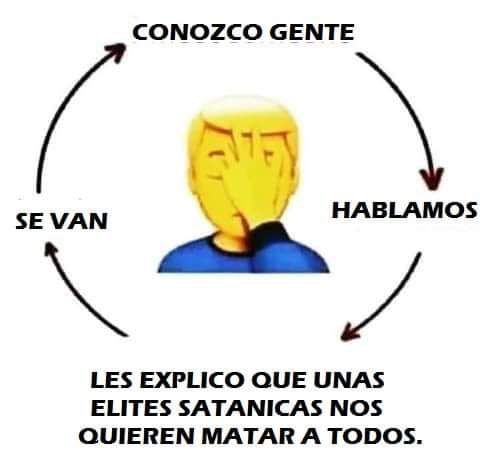 CONOZCO GENTE
HABLAMOS
LES EXPLICO QUE UNAS
ELITES SATANICAS NOS
QUIEREN MATAR A TODOS.
SE VAN